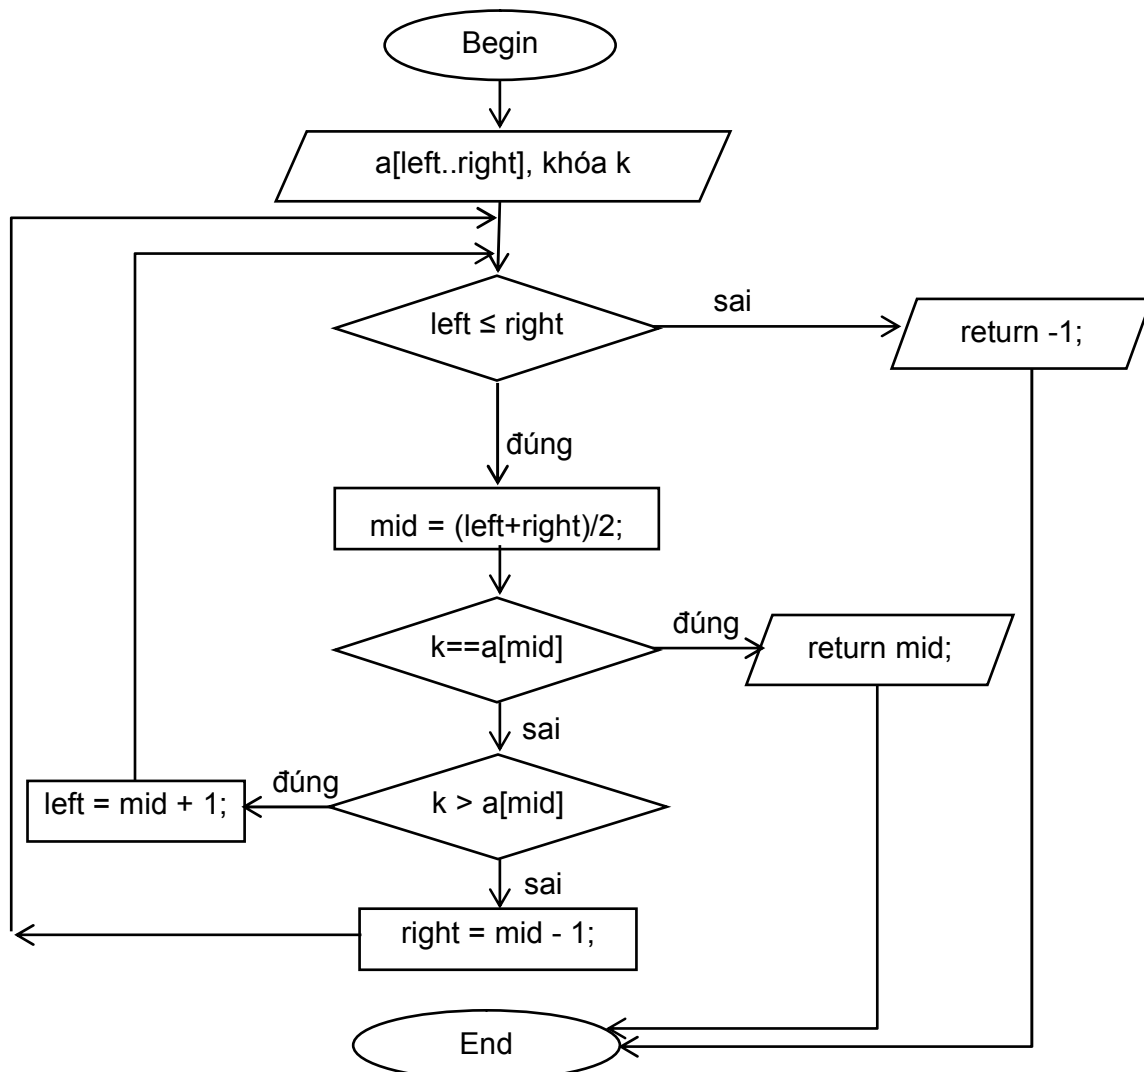 Begin
a[left..right], khóa k
left ≤ right
sai
return -1;
đúng
mid = (left+right)/2;
k==a[mid]
đúng
return mid;
sai
k > a[mid]
đúng
left = mid + 1;
sai
right = mid - 1;
End